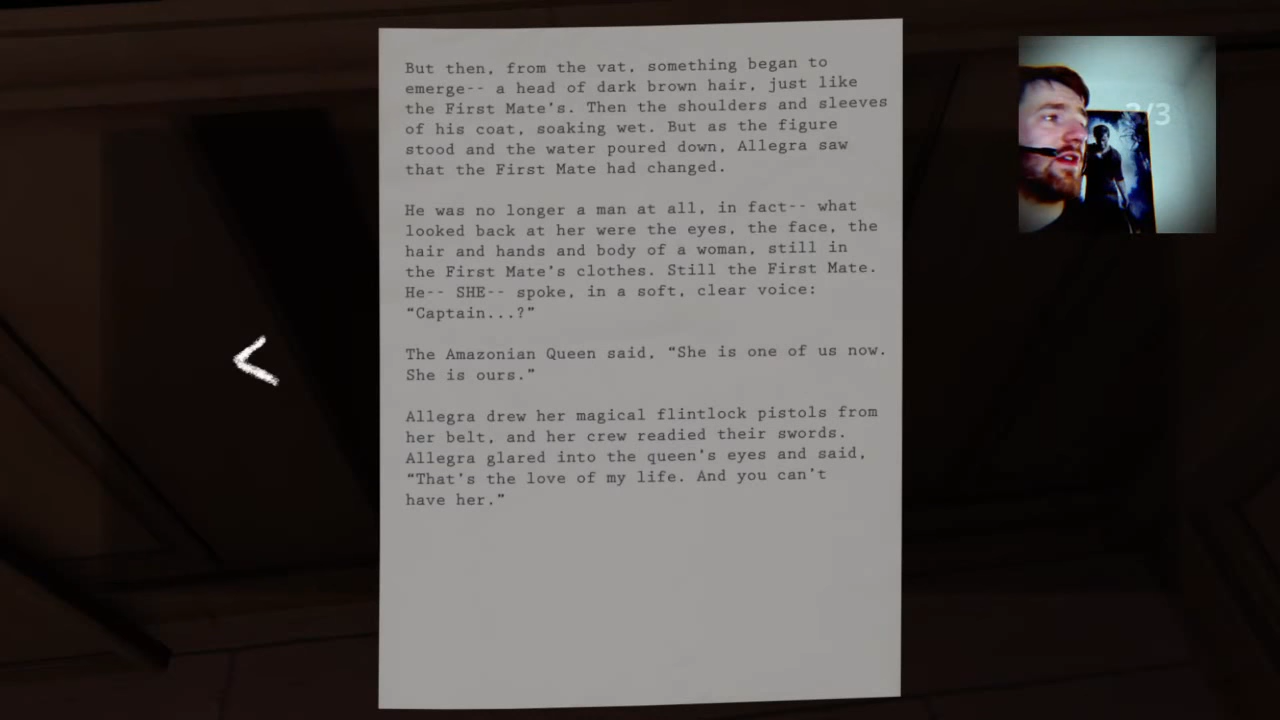 But then, from the vat, something began to
emerge-- a head of dark brown hair, just like
the First Mate's. Then the shoulders and sleeves
of his coat, soaking wet. But as the figure
stood and the water poured down, Allegra saw
that the First Mate had changed.
He was no longer a man at all, in fact-- what
looked back at her were the eyes, the face, the
hair and hands and body of a woman, still in
the First Mate's clothes. Still the First Mate.
He-- SHE-- spoke, in a soft, clear voice:
“Captain...?”
The Amazonian Queen said, “She is one of us now.
She is ours.”
Allegra drew her magical flintlock pistols from
her belt, and her crew readied their swords.
Allegra glared into the queen's eyes and said,
“That's the love of my life. And you can't
have her.”
3/3